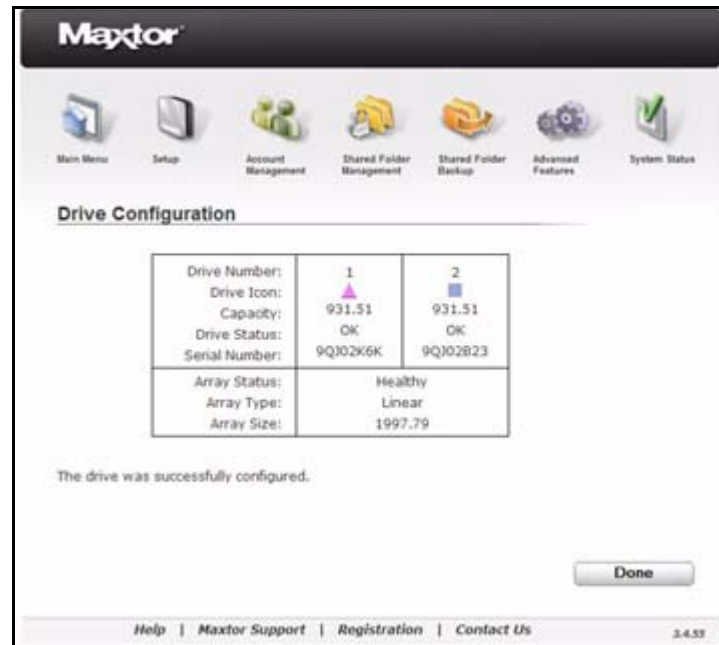 Maxtor
Main Menu
Setup
Account Management
Shared Folder Management
Shared Folder Backup
Advanced Features
System Status
Drive Configuration
Drive Number: 1 2
Drive Icon:
Capacity: 931.51 931.51
Drive Status: OK OK
Serial Number: 9QJ02K6K 9QJ02B23
Array Status: Healthy
Array Type: Linear
Array Size: 1997.79
The drive was successfully configured.
Done
Help | Maxtor Support | Registration | Contact Us
3.4.55